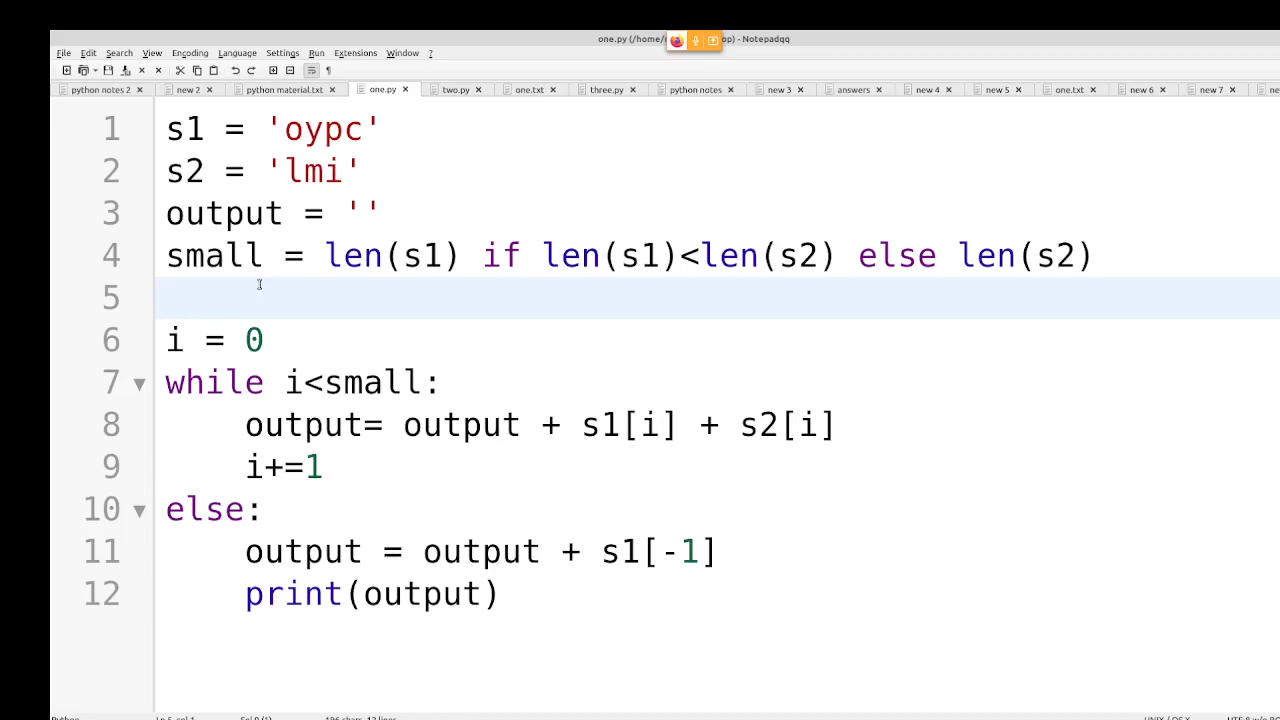 one.py (/home/ op) - Notepadqq
File Edit Search View Encoding Language Settings Run Extensions Window ?
python notes 2 new 2 python material.txt one.py two.py one.txt three.py python notes new 3 answers new 4 new 5 one.txt new 6 new 7
1 s1 = 'oypc'
2 s2 = 'lmi'
3 output = ''
4 small = len(s1) if len(s1)<len(s2) else len(s2)
5
6 i = 0
7 while i<small:
8     output= output + s1[i] + s2[i]
9     i+=1
10 else:
11     output = output + s1[-1]
12     print(output)